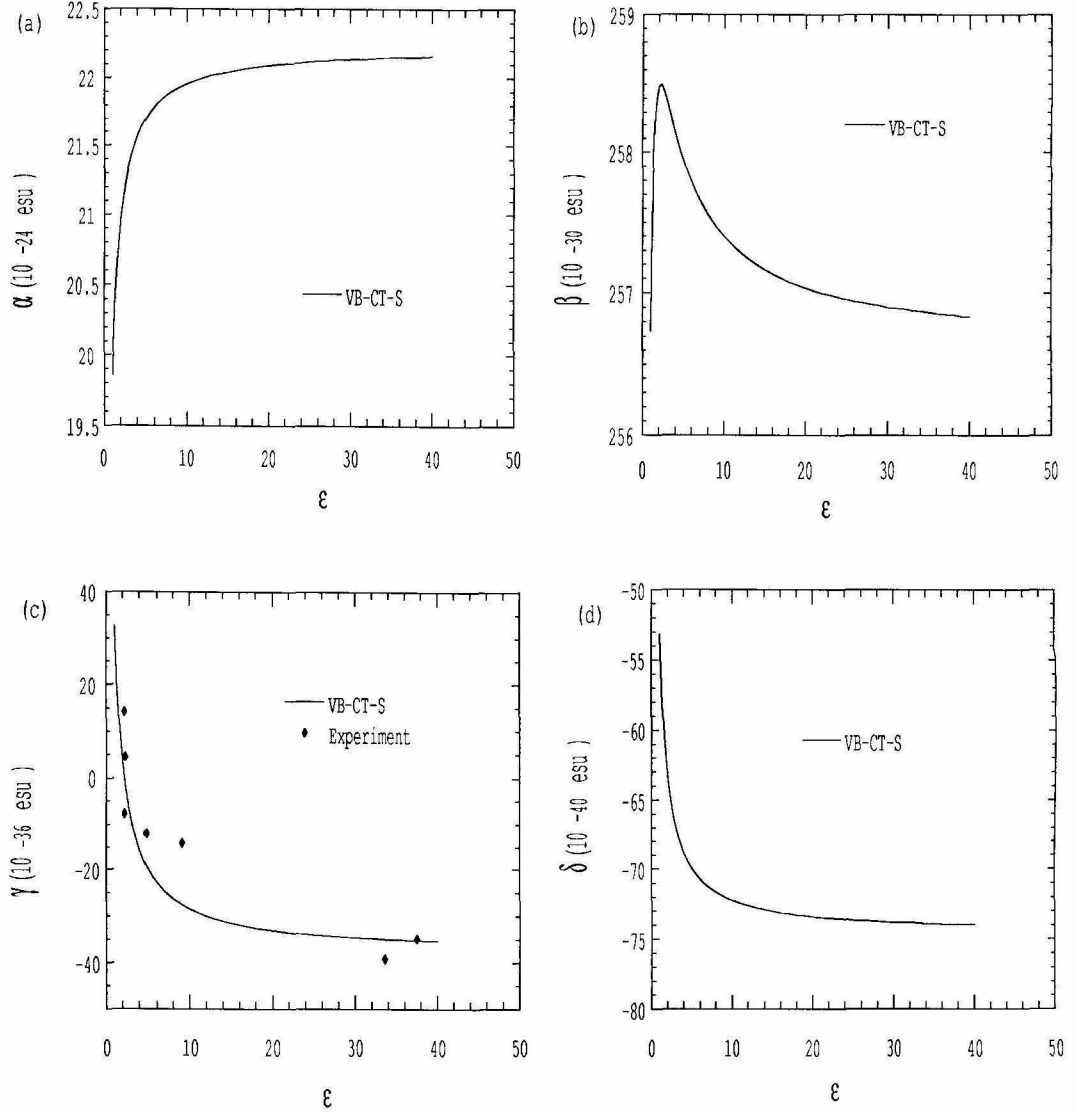 (a)
22.5
22
21.5
21
20.5
20
19.5
α (10 -24 esu )
VB-CT-S
0 10 20 30 40 50
ε
(b)
259
258
257
256
β (10 -30 esu )
VB-CT-S
0 10 20 30 40 50
ε
(c)
40
20
0
-20
-40
γ (10 -36 esu )
VB-CT-S
Experiment
0 10 20 30 40 50
ε
(d)
-50
-55
-60
-65
-70
-75
-80
δ (10 -40 esu )
VB-CT-S
0 10 20 30 40 50
ε